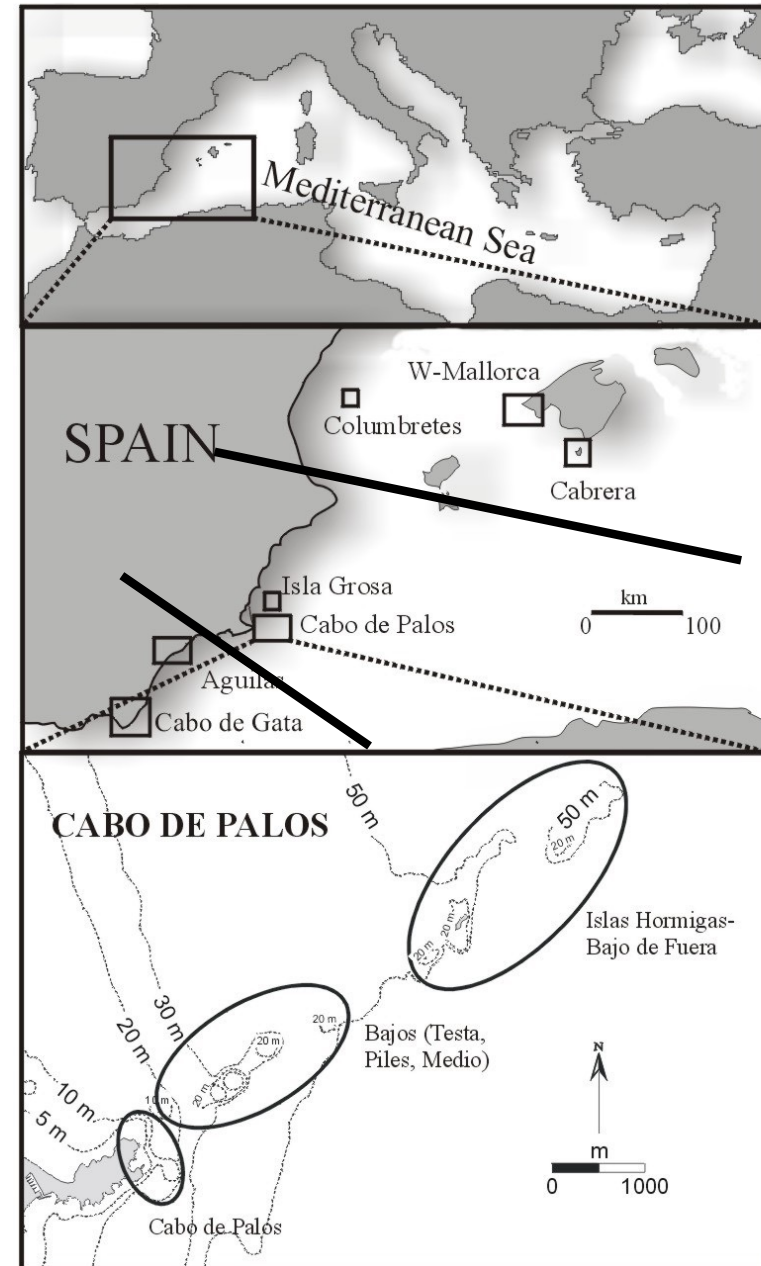 Mediterranean Sea
W-Mallorca
Columbretes
SPAIN
Cabrera
Isla Grosa
km
0 100
Cabo de Palos
Aguilas
Cabo de Gata
50 m
50 m
CABO DE PALOS
20 m
20 m
Islas Hormigas-
Bajo de Fuera
20 m
30 m
20 m
20 m
20 m
Bajos (Testa,
Piles, Medio)
N
20 m
10 m
10 m
5 m
m
0 1000
Cabo de Palos